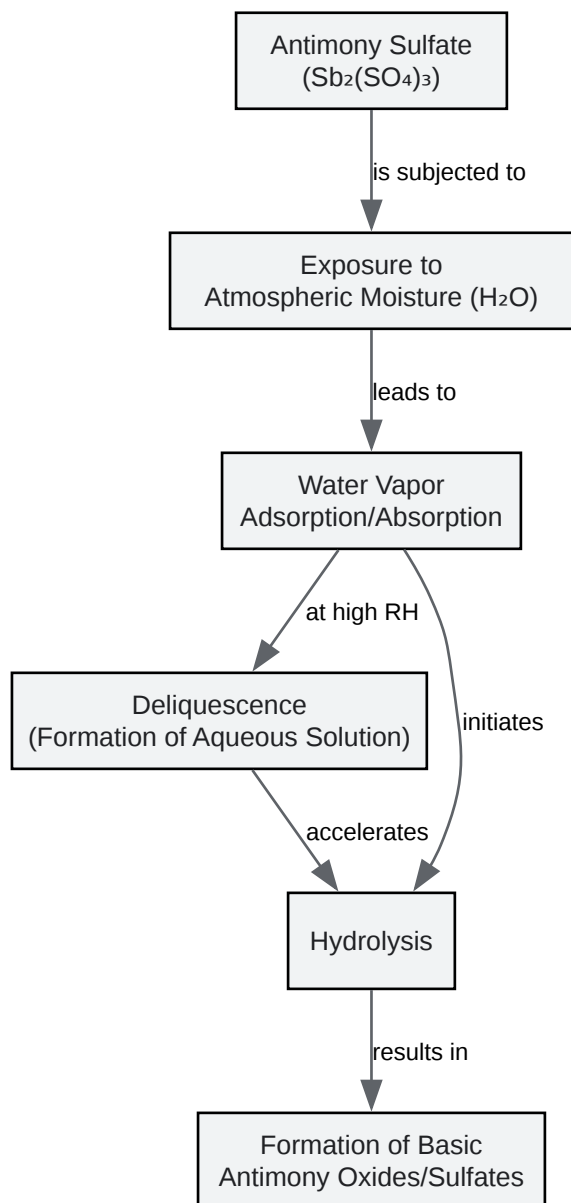 Antimony Sulfate
(Sb₂(SO₄)₃)
is subjected to
Exposure to
Atmospheric Moisture (H₂O)
leads to
Water Vapor
Adsorption/Absorption
at high RH
Deliquescence
(Formation of Aqueous Solution)
initiates
accelerates
Hydrolysis
results in
Formation of Basic
Antimony Oxides/Sulfates